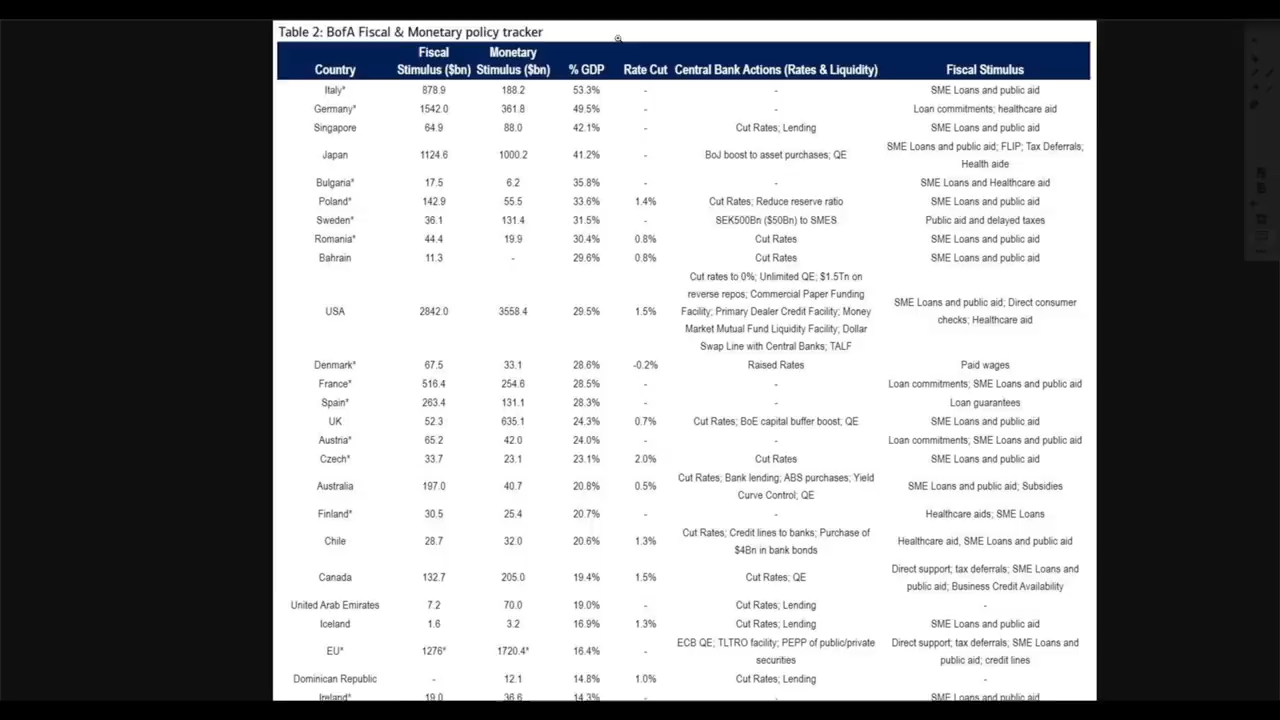 Table 2: BofA Fiscal & Monetary policy tracker
Country Fiscal Stimulus ($bn) Monetary Stimulus ($bn) % GDP Rate Cut Central Bank Actions (Rates & Liquidity) Fiscal Stimulus
Italy* 878.9 188.2 53.3% - - SME Loans and public aid
Germany* 1542.0 361.8 49.5% - - Loan commitments; healthcare aid
Singapore 64.9 88.0 42.1% - Cut Rates; Lending SME Loans and public aid
Japan 1124.6 1000.2 41.2% - BoJ boost to asset purchases; QE SME Loans and public aid; FLIP; Tax Deferrals; Health aide
Bulgaria* 17.5 6.2 35.8% - - SME Loans and Healthcare aid
Poland* 142.9 55.5 33.6% 1.4% Cut Rates; Reduce reserve ratio SME Loans and public aid
Sweden* 36.1 131.4 31.5% - SEK500Bn ($50Bn) to SMES Public aid and delayed taxes
Romania* 44.4 19.9 30.4% 0.8% Cut Rates SME Loans and public aid
Bahrain 11.3 - 29.6% 0.8% Cut Rates SME Loans and public aid
USA 2842.0 3558.4 29.5% 1.5% Cut rates to 0%; Unlimited QE; $1.5Tn on reverse repos; Commercial Paper Funding Facility; Primary Dealer Credit Facility; Money Market Mutual Fund Liquidity Facility; Dollar Swap Line with Central Banks; TALF SME Loans and public aid; Direct consumer checks; Healthcare aid
Denmark* 67.5 33.1 28.6% -0.2% Raised Rates Paid wages
France* 516.4 254.6 28.5% - - Loan commitments; SME Loans and public aid
Spain* 263.4 131.1 28.3% - - Loan guarantees
UK 52.3 635.1 24.3% 0.7% Cut Rates; BoE capital buffer boost; QE SME Loans and public aid
Austria* 65.2 42.0 24.0% - - Loan commitments; SME Loans and public aid
Czech* 33.7 23.1 23.1% 2.0% Cut Rates SME Loans and public aid
Australia 197.0 40.7 20.8% 0.5% Cut Rates; Bank lending; ABS purchases; Yield Curve Control; QE SME Loans and public aid; Subsidies
Finland* 30.5 25.4 20.7% - - Healthcare aids; SME Loans
Chile 28.7 32.0 20.6% 1.3% Cut Rates; Credit lines to banks; Purchase of $4Bn in bank bonds Healthcare aid, SME Loans and public aid
Canada 132.7 205.0 19.4% 1.5% Cut Rates; QE Direct support; tax deferrals; SME Loans and public aid; Business Credit Availability
United Arab Emirates 7.2 70.0 19.0% - Cut Rates; Lending -
Iceland 1.6 3.2 16.9% 1.3% Cut Rates; Lending SME Loans and public aid
EU* 1276* 1720.4* 16.4% - ECB QE; TLTRO facility; PEPP of public/private securities Direct support; tax deferrals; SME Loans and public aid; credit lines
Dominican Republic - 12.1 14.8% 1.0% Cut Rates; Lending -
Ireland* 19.0 36.6 14.3% - - SME Loans and public aid